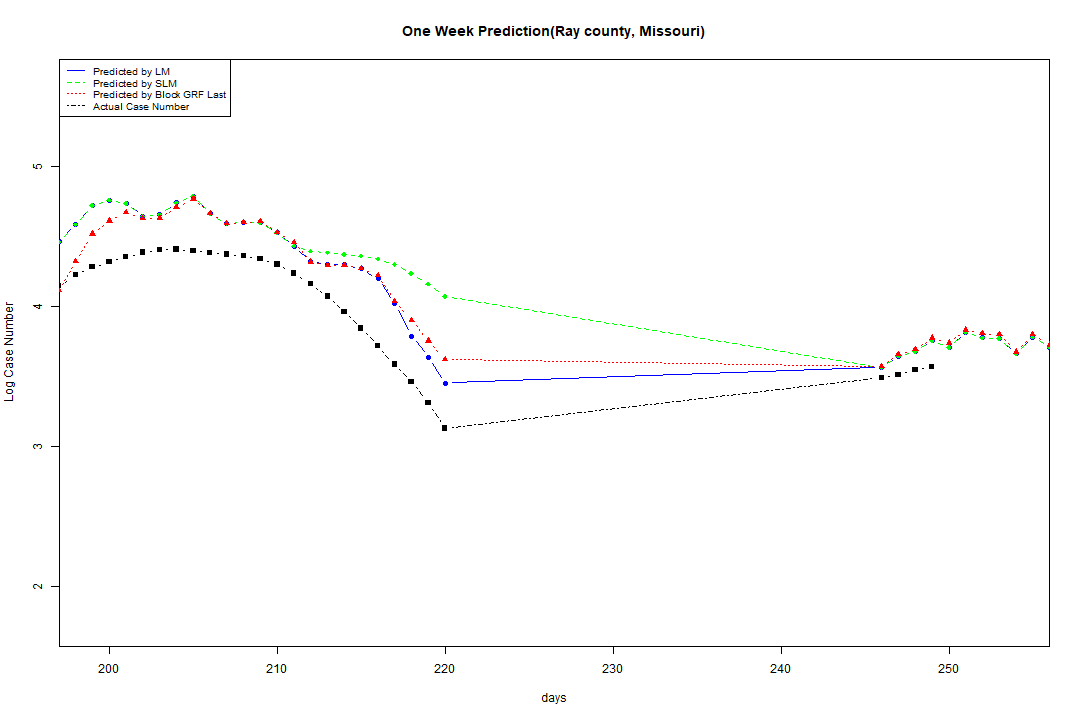 One Week Prediction(Ray county, Missouri)
Predicted by LM
Predicted by SLM
Predicted by Block GRF Last
Actual Case Number
5
4
3
2
Log Case Number
200 210 220 230 240 250
days